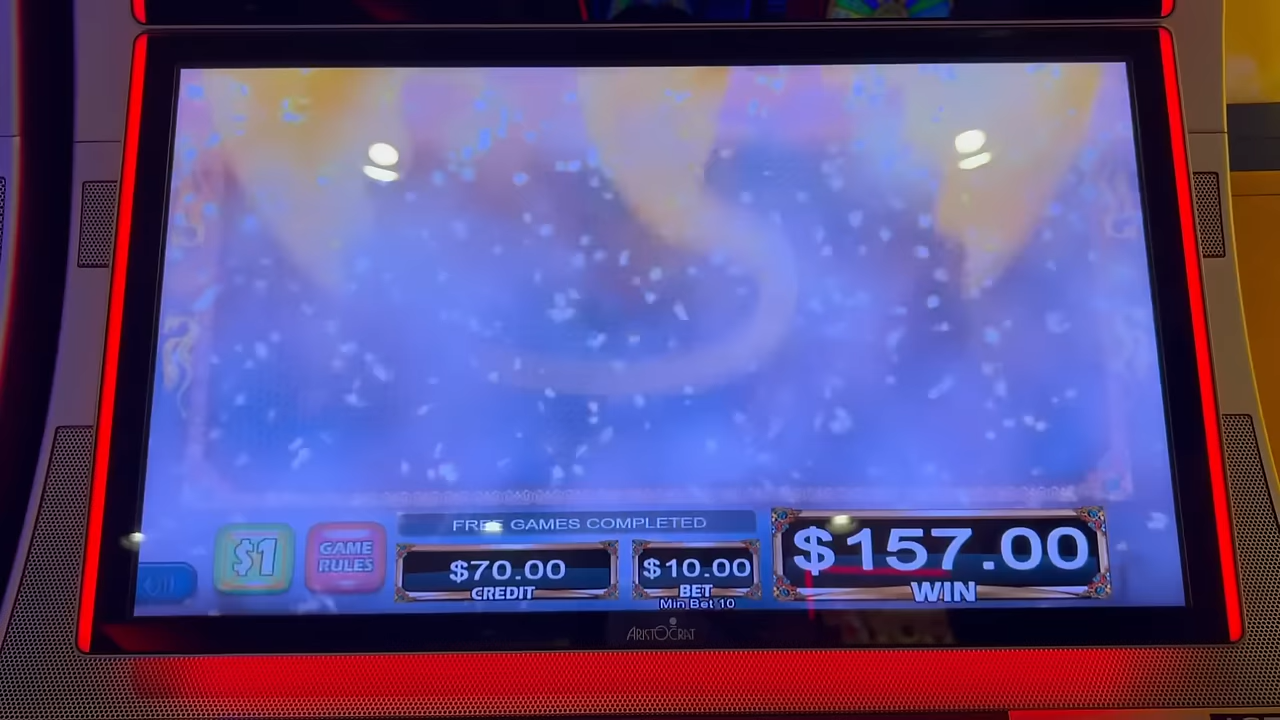 FREE GAMES COMPLETED
$1
GAME
RULES
$70.00
CREDIT
$10.00
BET
Min Bet 10
$157.00
WIN
ARISTOCRAT